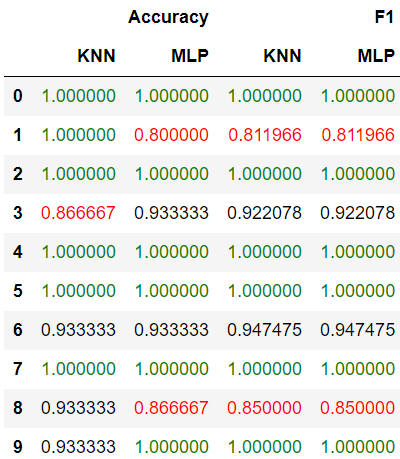 Accuracy F1
KNN MLP KNN MLP
0 1.000000 1.000000 1.000000 1.000000
1 1.000000 0.800000 0.811966 0.811966
2 1.000000 1.000000 1.000000 1.000000
3 0.866667 0.933333 0.922078 0.922078
4 1.000000 1.000000 1.000000 1.000000
5 1.000000 1.000000 1.000000 1.000000
6 0.933333 0.933333 0.947475 0.947475
7 1.000000 1.000000 1.000000 1.000000
8 0.933333 0.866667 0.850000 0.850000
9 0.933333 1.000000 1.000000 1.000000